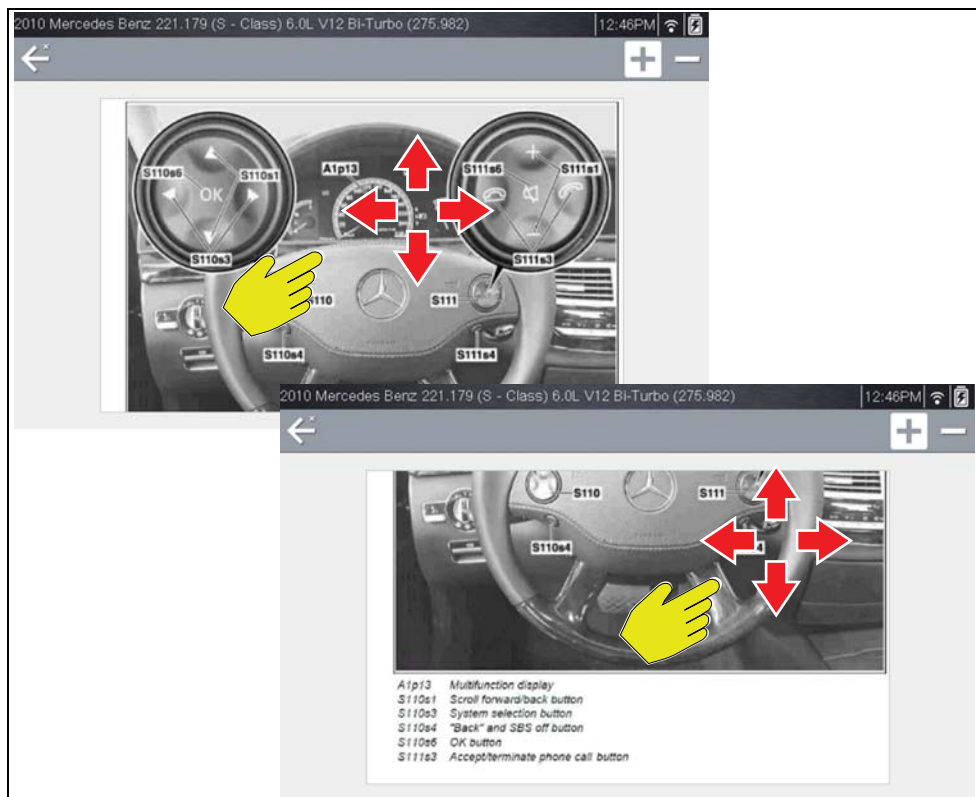 2010 Mercedes Benz 221.179 (S - Class) 6.0L V12 Bi-Turbo (275.982) 12:46PM
S110s6
OK
S110s1
A1p13
S111s6
S111s1
S110s3
S111s3
S111
S110s4
S111s4
2010 Mercedes Benz 221.179 (S - Class) 6.0L V12 Bi-Turbo (275.982) 12:46PM
S110
S111
S110s4
A1p13 Multifunction display
S110s1 Scroll forward/back button
S110s3 System selection button
S110s4 "Back" and SBS off button
S110s6 OK button
S111s3 Accept/terminate phone call button